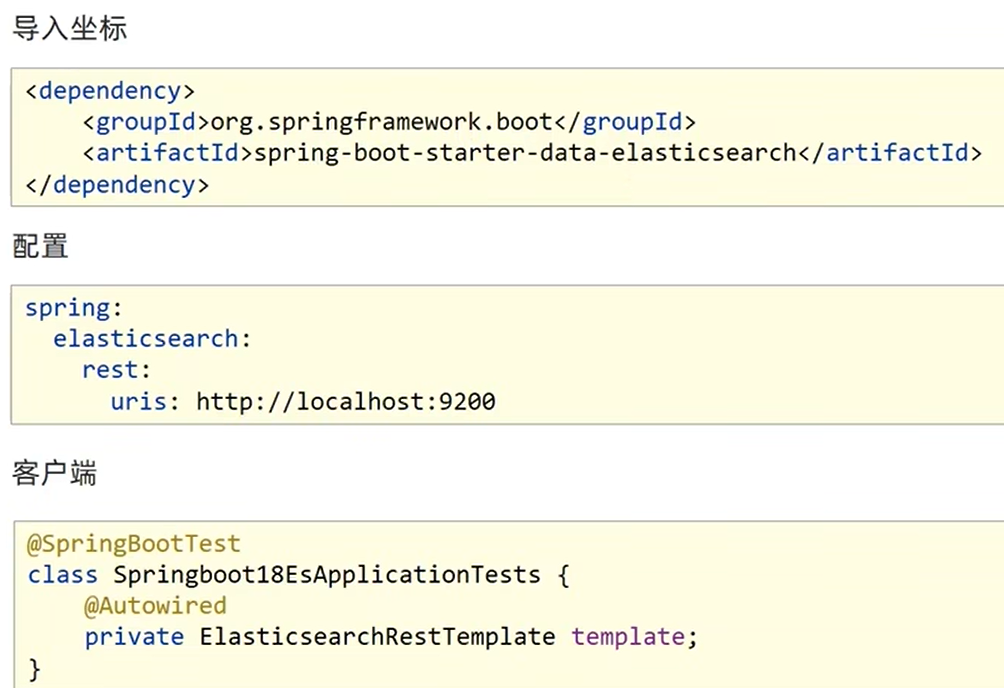 导入坐标
<dependency>
    <groupId>org.springframework.boot</groupId>
    <artifactId>spring-boot-starter-data-elasticsearch</artifactId>
</dependency>
配置
spring:
  elasticsearch:
    rest:
      uris: http://localhost:9200
客户端
@SpringBootTest
class Springboot18EsApplicationTests {
    @Autowired
    private ElasticsearchRestTemplate template;
}